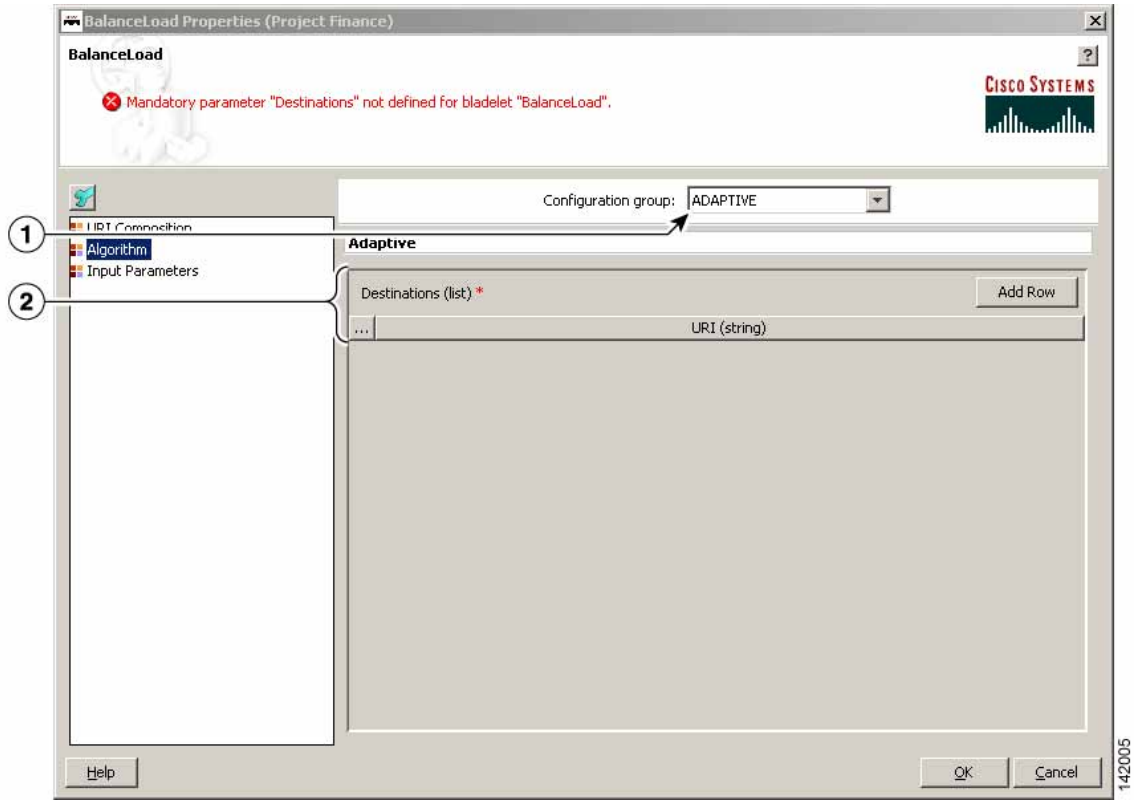 BalanceLoad Properties (Project Finance)
BalanceLoad
?
Mandatory parameter "Destinations" not defined for bladelet "BalanceLoad".
CISCO SYSTEMS
Configuration group: ADAPTIVE
1
URI Composition
Algorithm
Adaptive
Input Parameters
2
Destinations (list) *
Add Row
... URI (string)
Help
OK
Cancel
142005